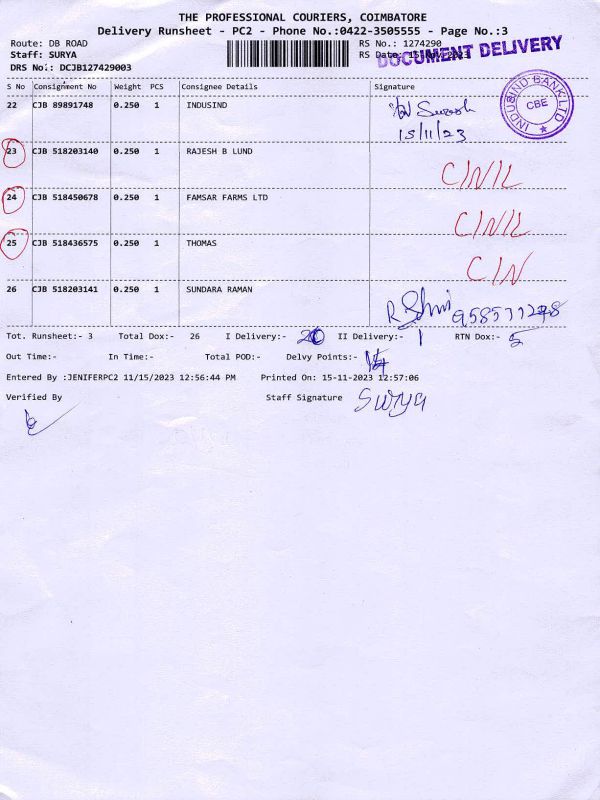 THE PROFESSIONAL COURIERS, COIMBATORE
Delivery Runsheet - PC2 - Phone No.:0422-3505555 - Page No.:3
Route: DB ROAD RS No.: 1274290
DOCUMENT DELIVERY
Staff: SURYA RS Date: 15-Nov-2023
DRS No.: DCJB127429003
S No Consignment No Weight PCS Consignee Details Signature
22 CJB 89891748 0.250 1 INDUSIND
15/11/23
INDUSIND BANK LTD
CBE
23 CJB 518203140 0.250 1 RAJESH B LUND C/N/L
24 CJB 518450678 0.250 1 FAMSAR FARMS LTD C/N/L
25 CJB 518436575 0.250 1 THOMAS C/N
26 CJB 518203141 0.250 1 SUNDARA RAMAN
Tot. Runsheet:- 3 Total Dox:- 26 I Delivery:- 20 II Delivery:- 1 RTN Dox:- 5
Out Time:- In Time:- Total POD:- Delvy Points:-
Entered By :JENIFERPC2 11/15/2023 12:56:44 PM Printed On: 15-11-2023 12:57:06
Verified By Staff Signature Surya